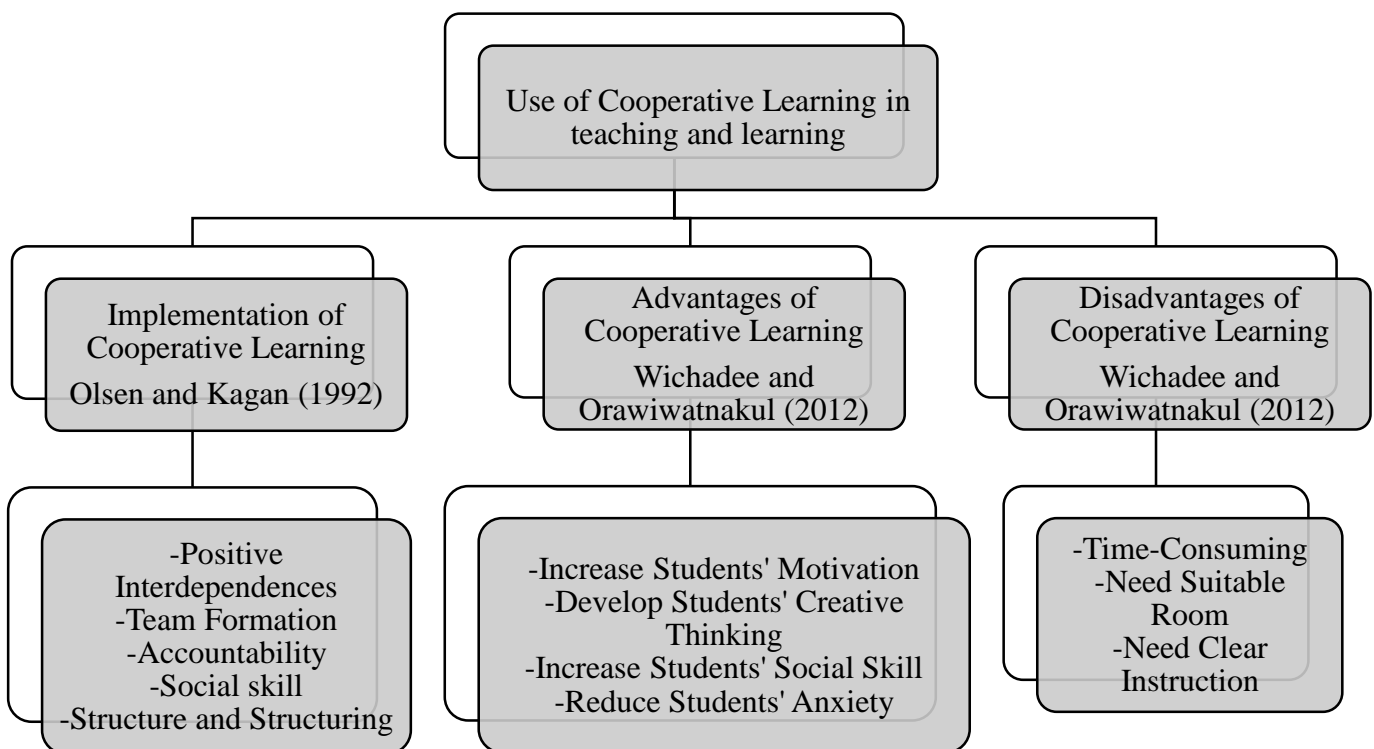 Use of Cooperative Learning in
teaching and learning
Implementation of
Cooperative Learning
Olsen and Kagan (1992)
Advantages of
Cooperative Learning
Wichadee and
Orawiwatnakul (2012)
Disadvantages of
Cooperative Learning
Wichadee and
Orawiwatnakul (2012)
-Positive
Interdependences
-Team Formation
-Accountability
-Social skill
-Structure and Structuring
-Increase Students' Motivation
-Develop Students' Creative
Thinking
-Increase Students' Social Skill
-Reduce Students' Anxiety
-Time-Consuming
-Need Suitable
Room
-Need Clear
Instruction